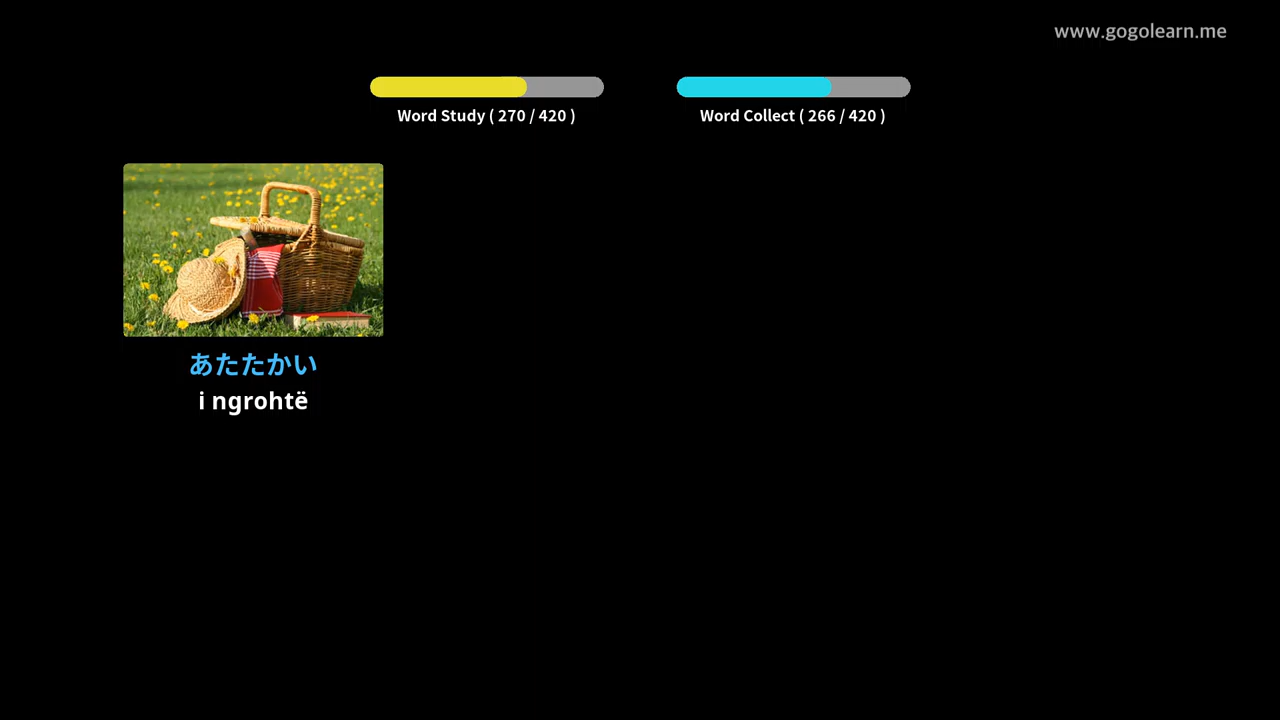 www.gogolearn.me
Word Study ( 270 / 420 )
Word Collect ( 266 / 420 )
あたたかい
i ngrohtë